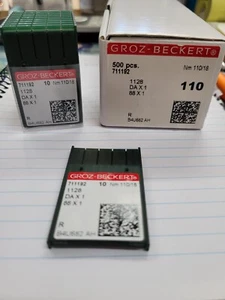 GROZ-BECKERT®
711182 10 Nm 110/18
1128
DA X 1
88 X 1
R
GROZ-BECKERT®
500 pcs.
711182
Nm 110/18
1128
DA X 1
88 X 1
110
R
GROZ-BECKERT®
711182 10 Nm 110/18
1128
DA X 1
88 X 1
R